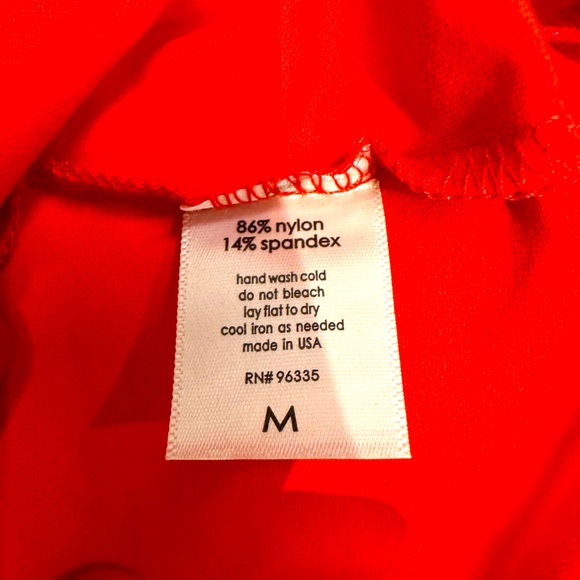 86% nylon
14% spandex
hand wash cold
do not bleach
lay flat to dry
cool iron as needed
made in USA
RN# 96335
M